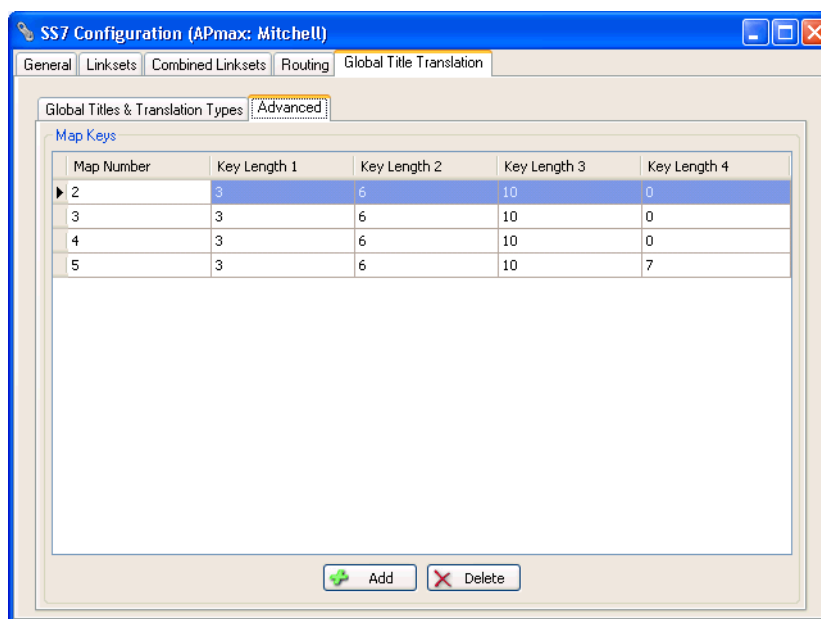 SS7 Configuration (APmax: Mitchell)
General Linksets Combined Linksets Routing Global Title Translation
Global Titles & Translation Types Advanced
Map Keys
Map Number Key Length 1 Key Length 2 Key Length 3 Key Length 4
2 3 6 10 0
3 3 6 10 0
4 3 6 10 0
5 3 6 10 7
Add Delete